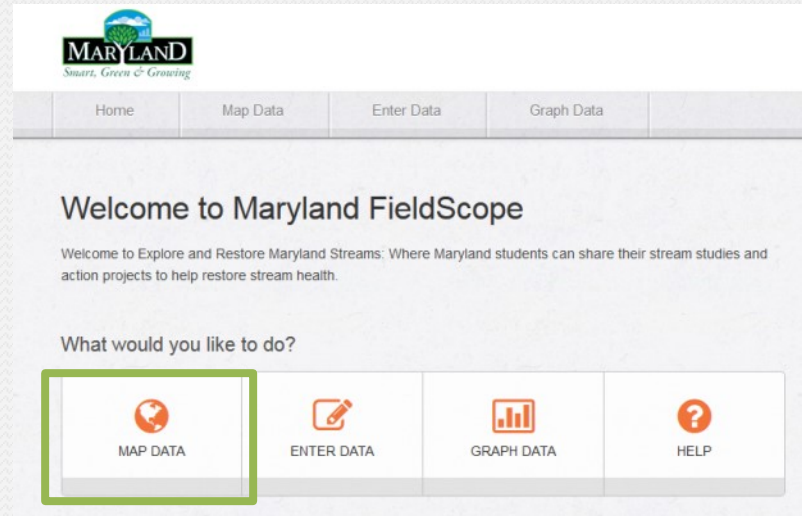 MARYLAND
Smart, Green & Growing
Home Map Data Enter Data Graph Data
Welcome to Maryland FieldScope
Welcome to Explore and Restore Maryland Streams: Where Maryland students can share their stream studies and
action projects to help restore stream health.
What would you like to do?
MAP DATA ENTER DATA GRAPH DATA HELP